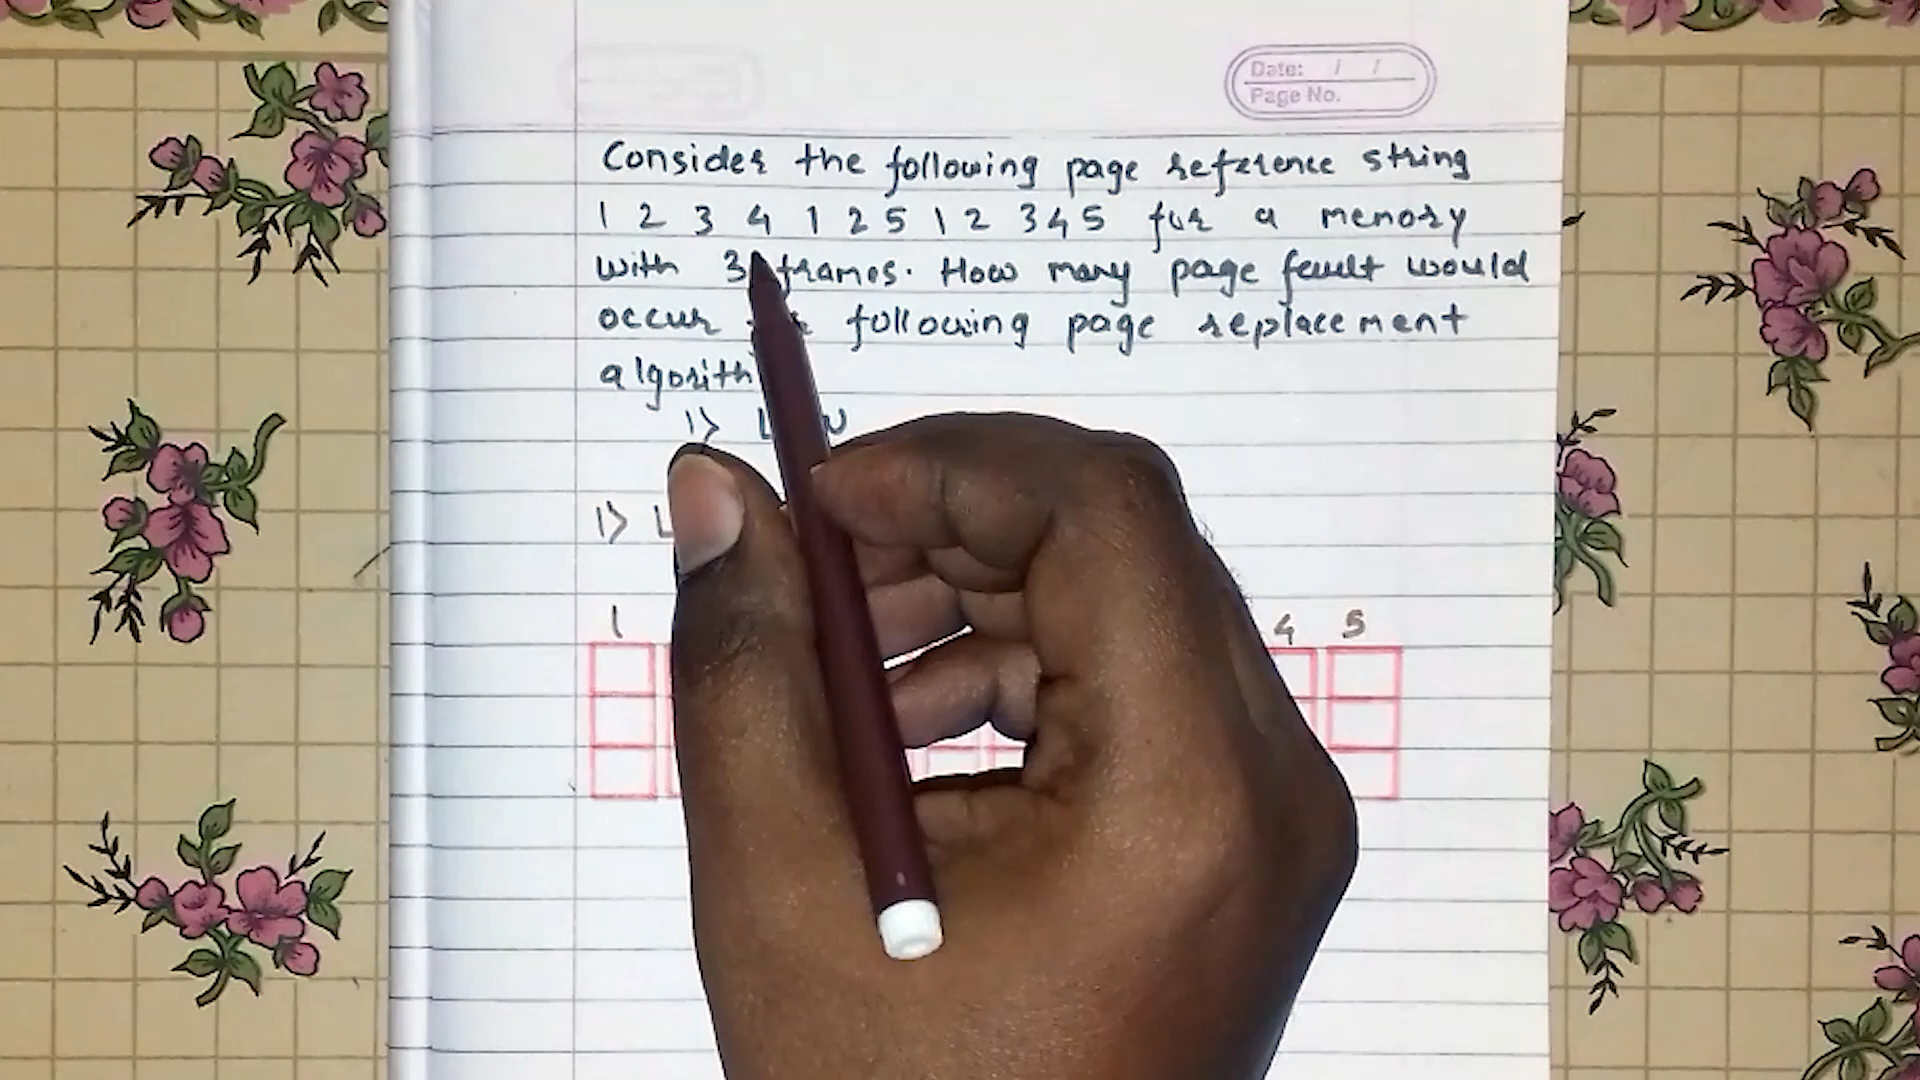 Date: / /
Page No.
Consider the following page reference string
1 2 3 4 1 2 5 1 2 3 4 5 for a memory
with 3 frames. How many page fault would
occur following page replacement
algorith
1> L U
1> L
1 4 5